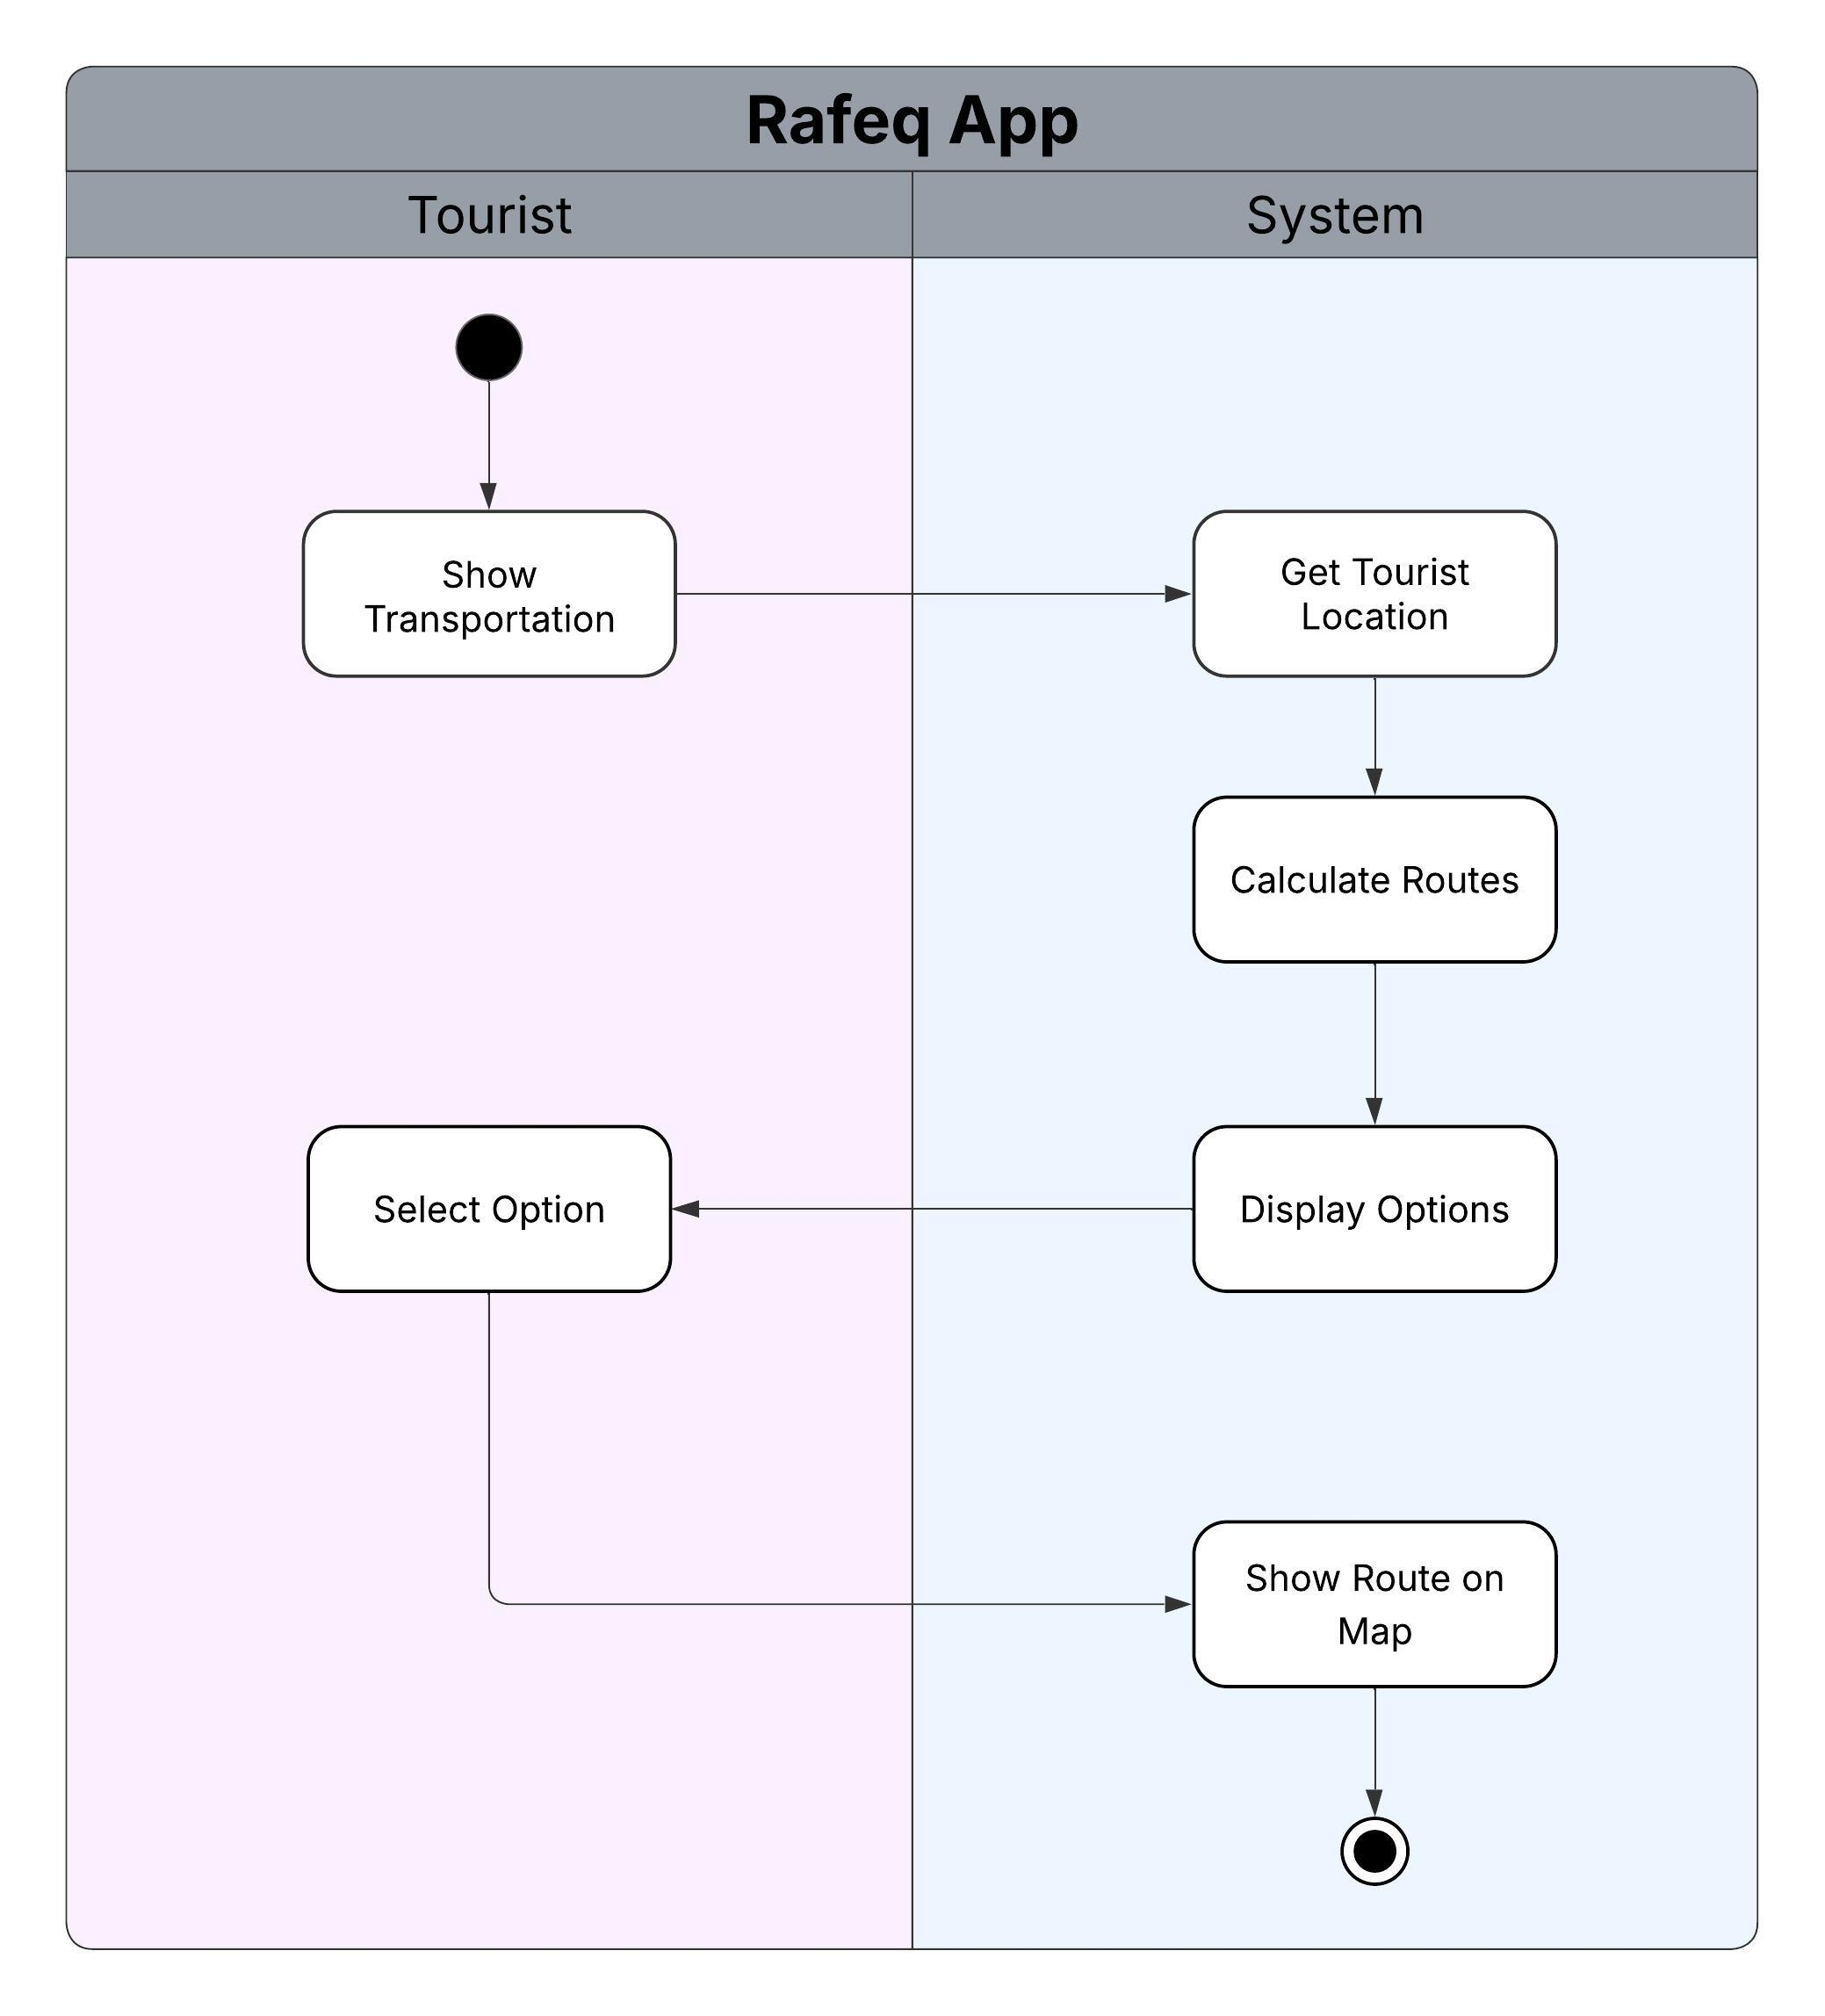 Rafeq App
Tourist
System
Show
Transportation
Get Tourist
Location
Calculate Routes
Select Option
Display Options
Show Route on
Map